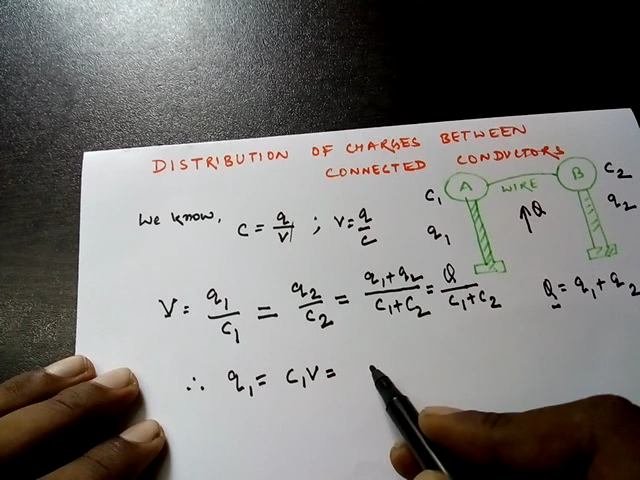 DISTRIBUTION OF CHARGES BETWEEN
CONNECTED CONDUCTORS
A WIRE B
C₁ C₂
q₁ q₂
↑Q
We know, C = q/V ; V = q/C
V = q₁/C₁ = q₂/C₂ = (q₁+q₂)/(C₁+C₂) = Q/(C₁+C₂)
Q = q₁+q₂
∴ q₁ = C₁V =